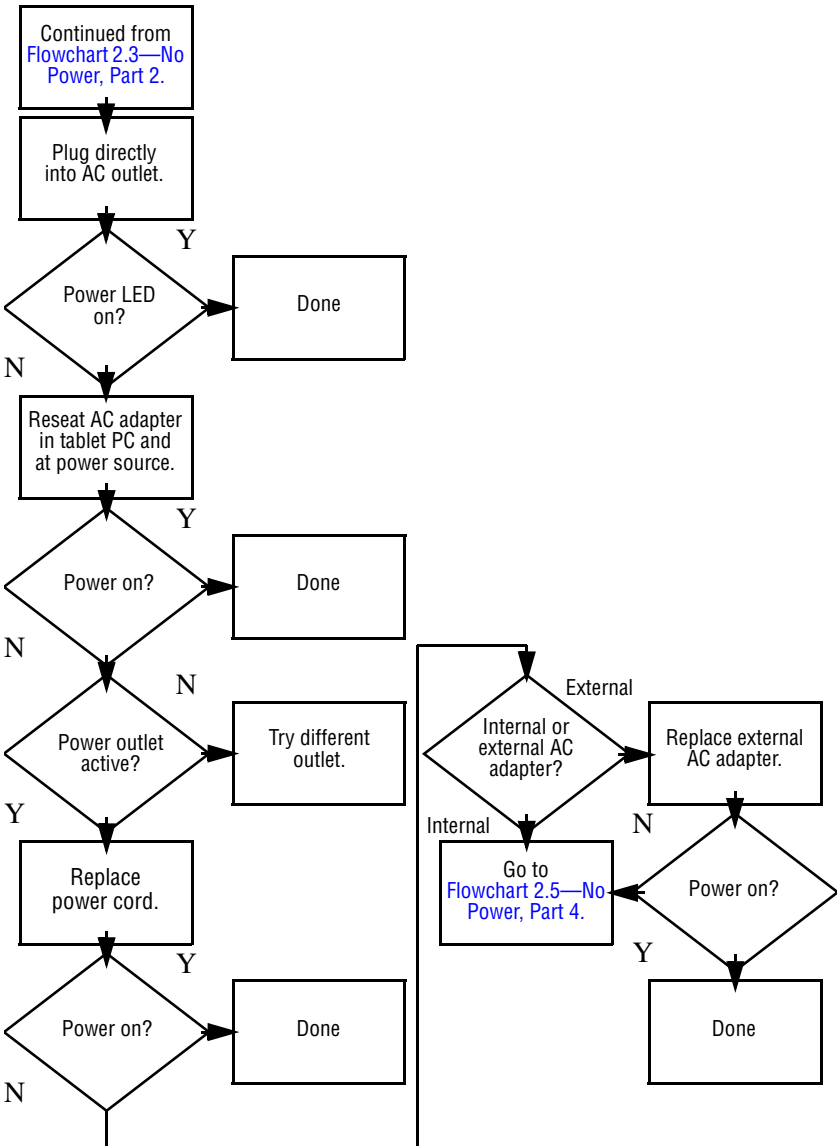 Continued from
Flowchart 2.3—No
Power, Part 2.
Plug directly
into AC outlet.
Y
Power LED
on?
Done
N
Reseat AC adapter
in tablet PC and
at power source.
Y
Power on?
Done
N
N
Power outlet
active?
Try different
outlet.
Y
Replace
power cord.
Y
Power on?
Done
N
External
Internal or
external AC
adapter?
Replace external
AC adapter.
Internal
N
Go to
Flowchart 2.5—No
Power, Part 4.
Power on?
Y
Done